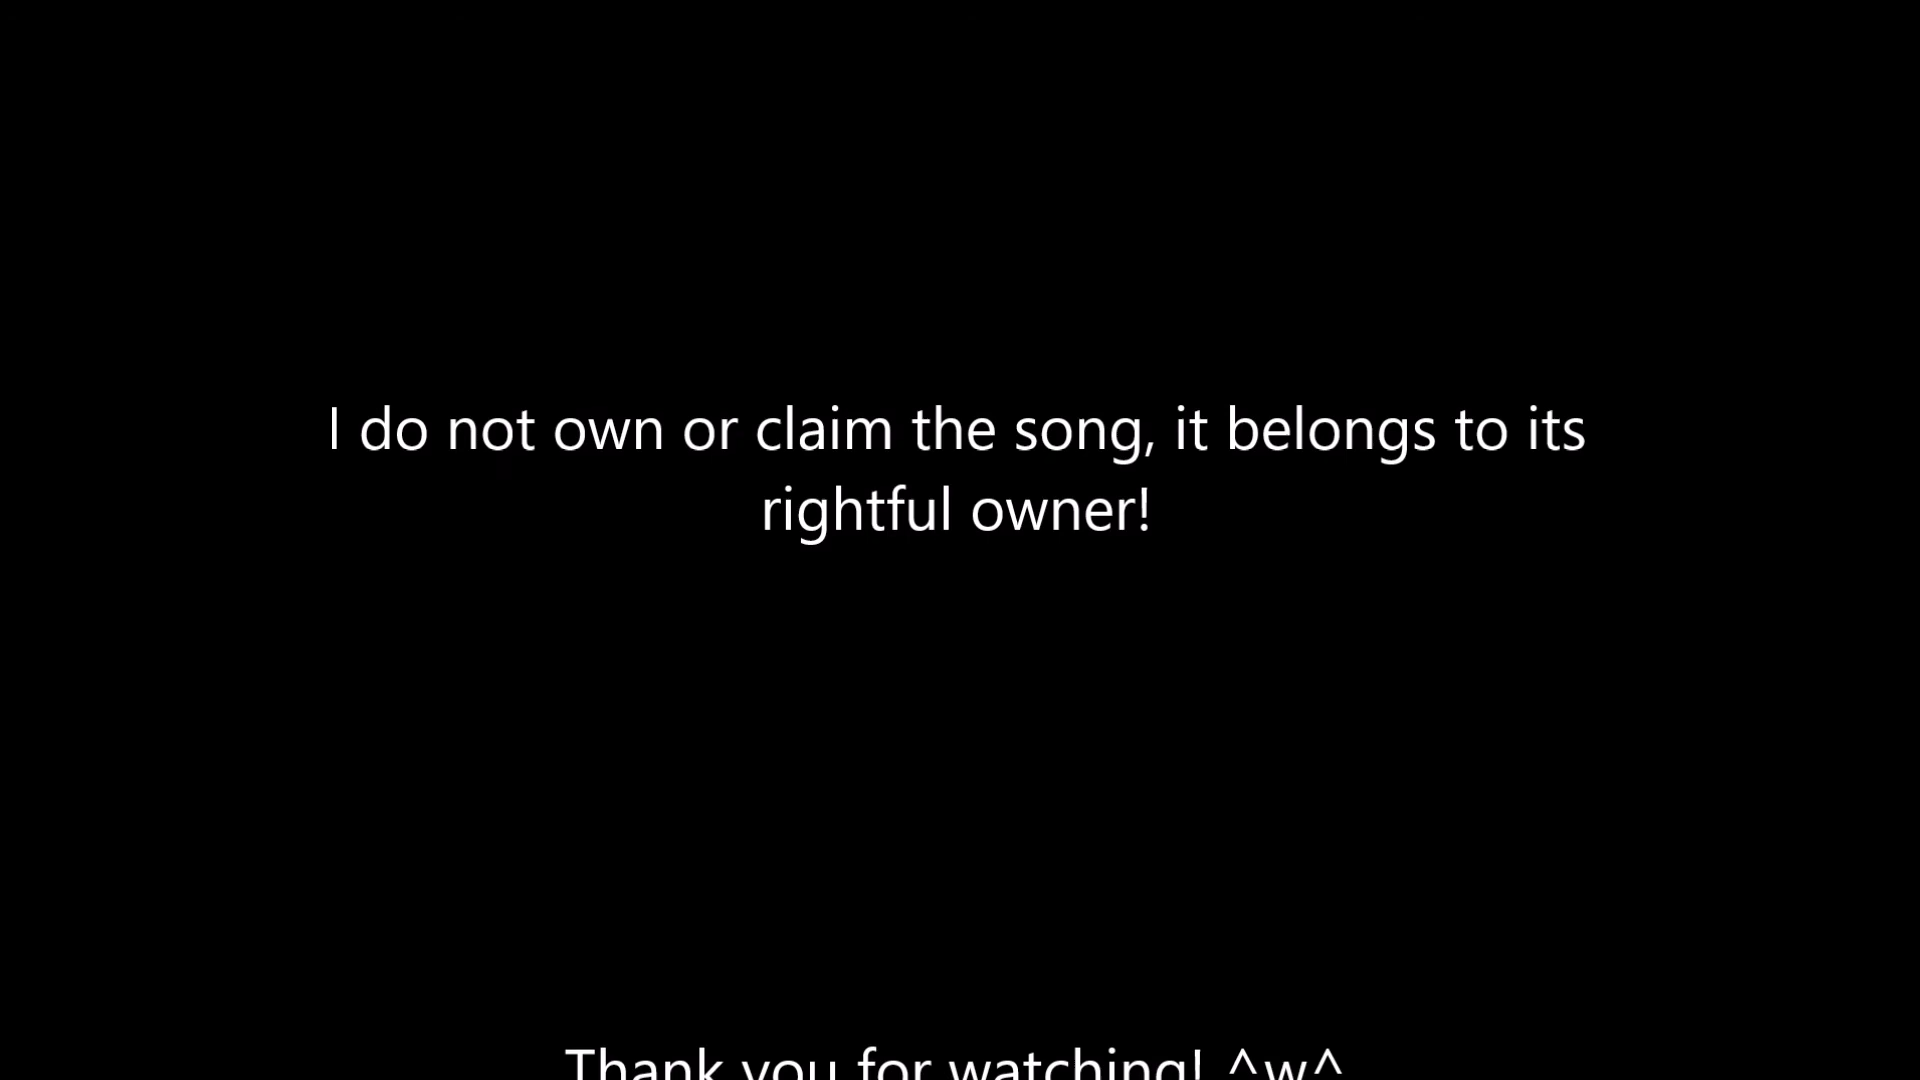 I do not own or claim the song, it belongs to its
rightful owner!
Thank you for watching! ^w^